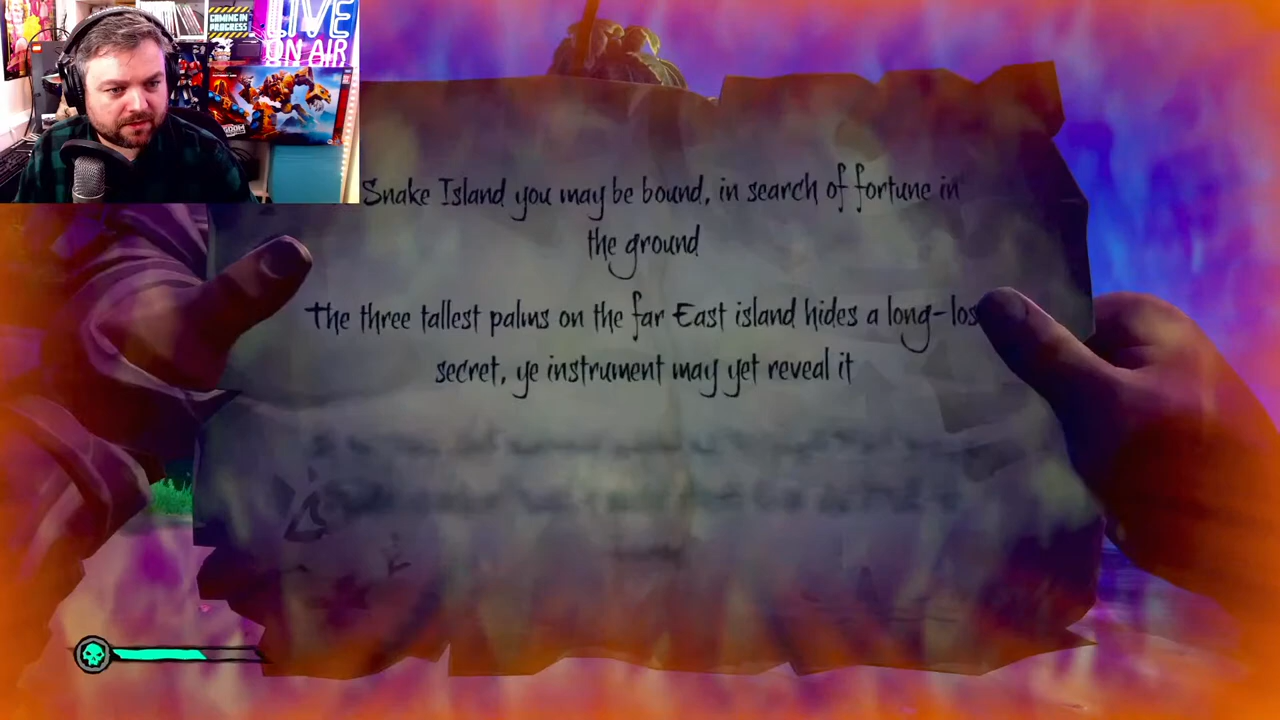 GAMING IN
PROGRESS
LIVE
ON AIR
Snake Island you may be bound, in search of fortune in
the ground
The three tallest palms on the far East island hides a long-los
secret, ye instrument may yet reveal it